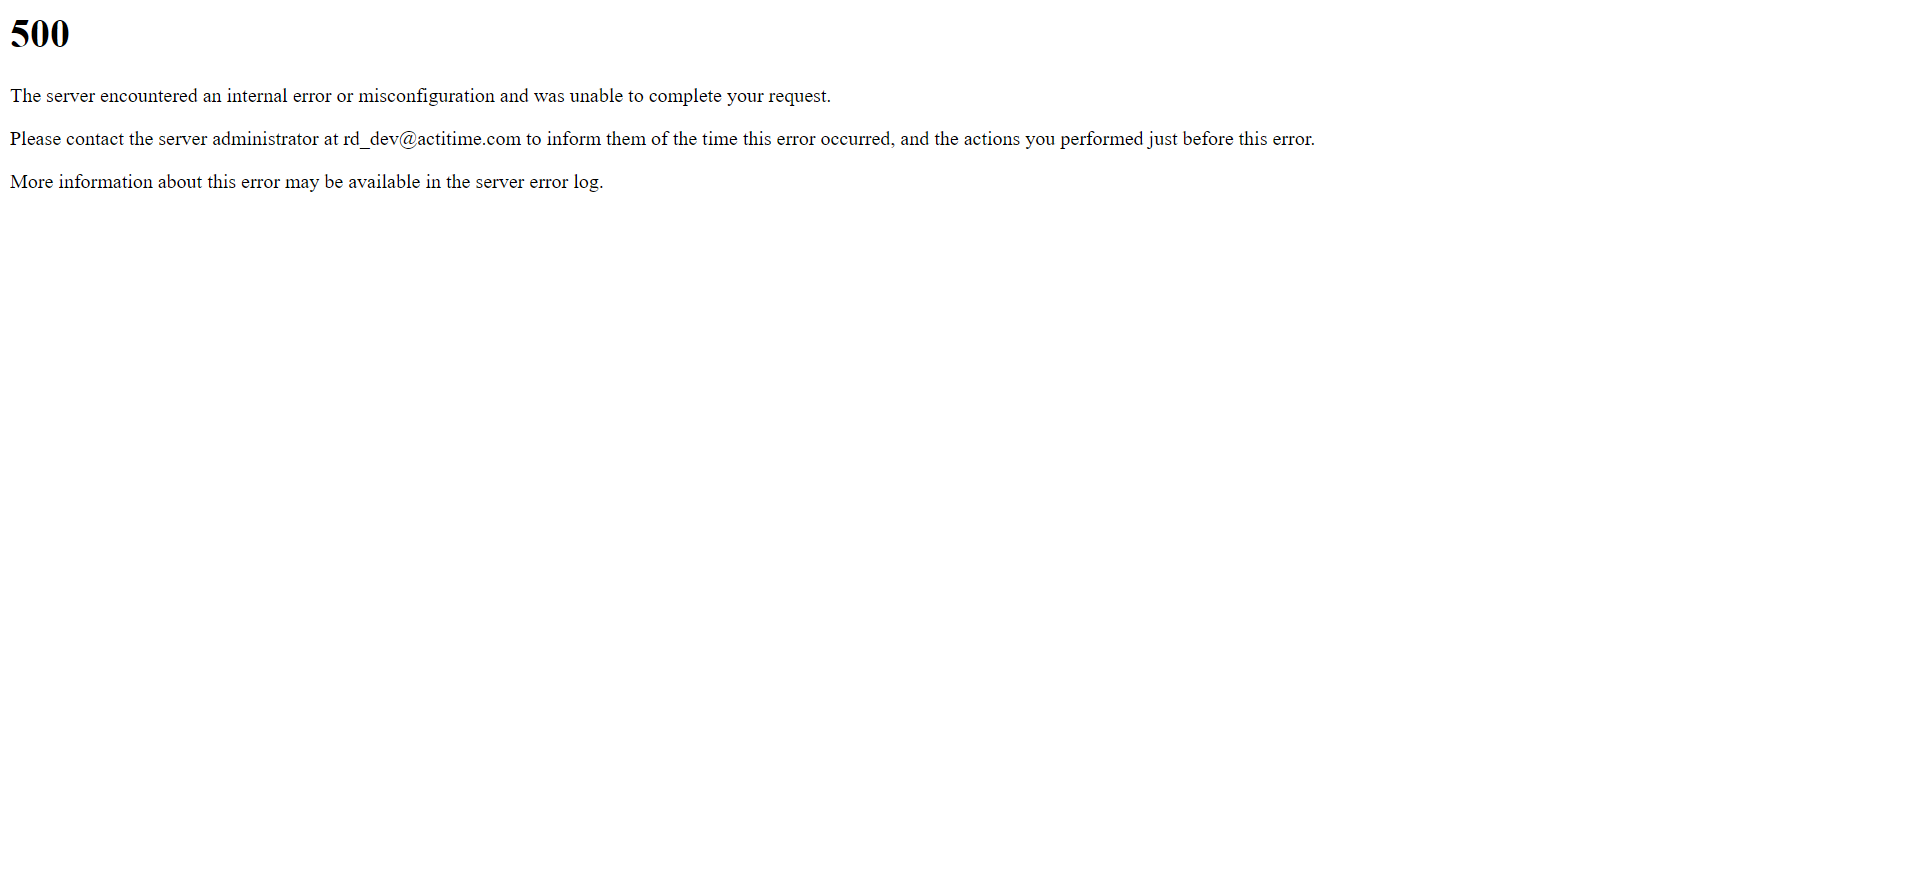 500
The server encountered an internal error or misconfiguration and was unable to complete your request.
Please contact the server administrator at rd_dev@actitime.com to inform them of the time this error occurred, and the actions you performed just before this error.
More information about this error may be available in the server error log.